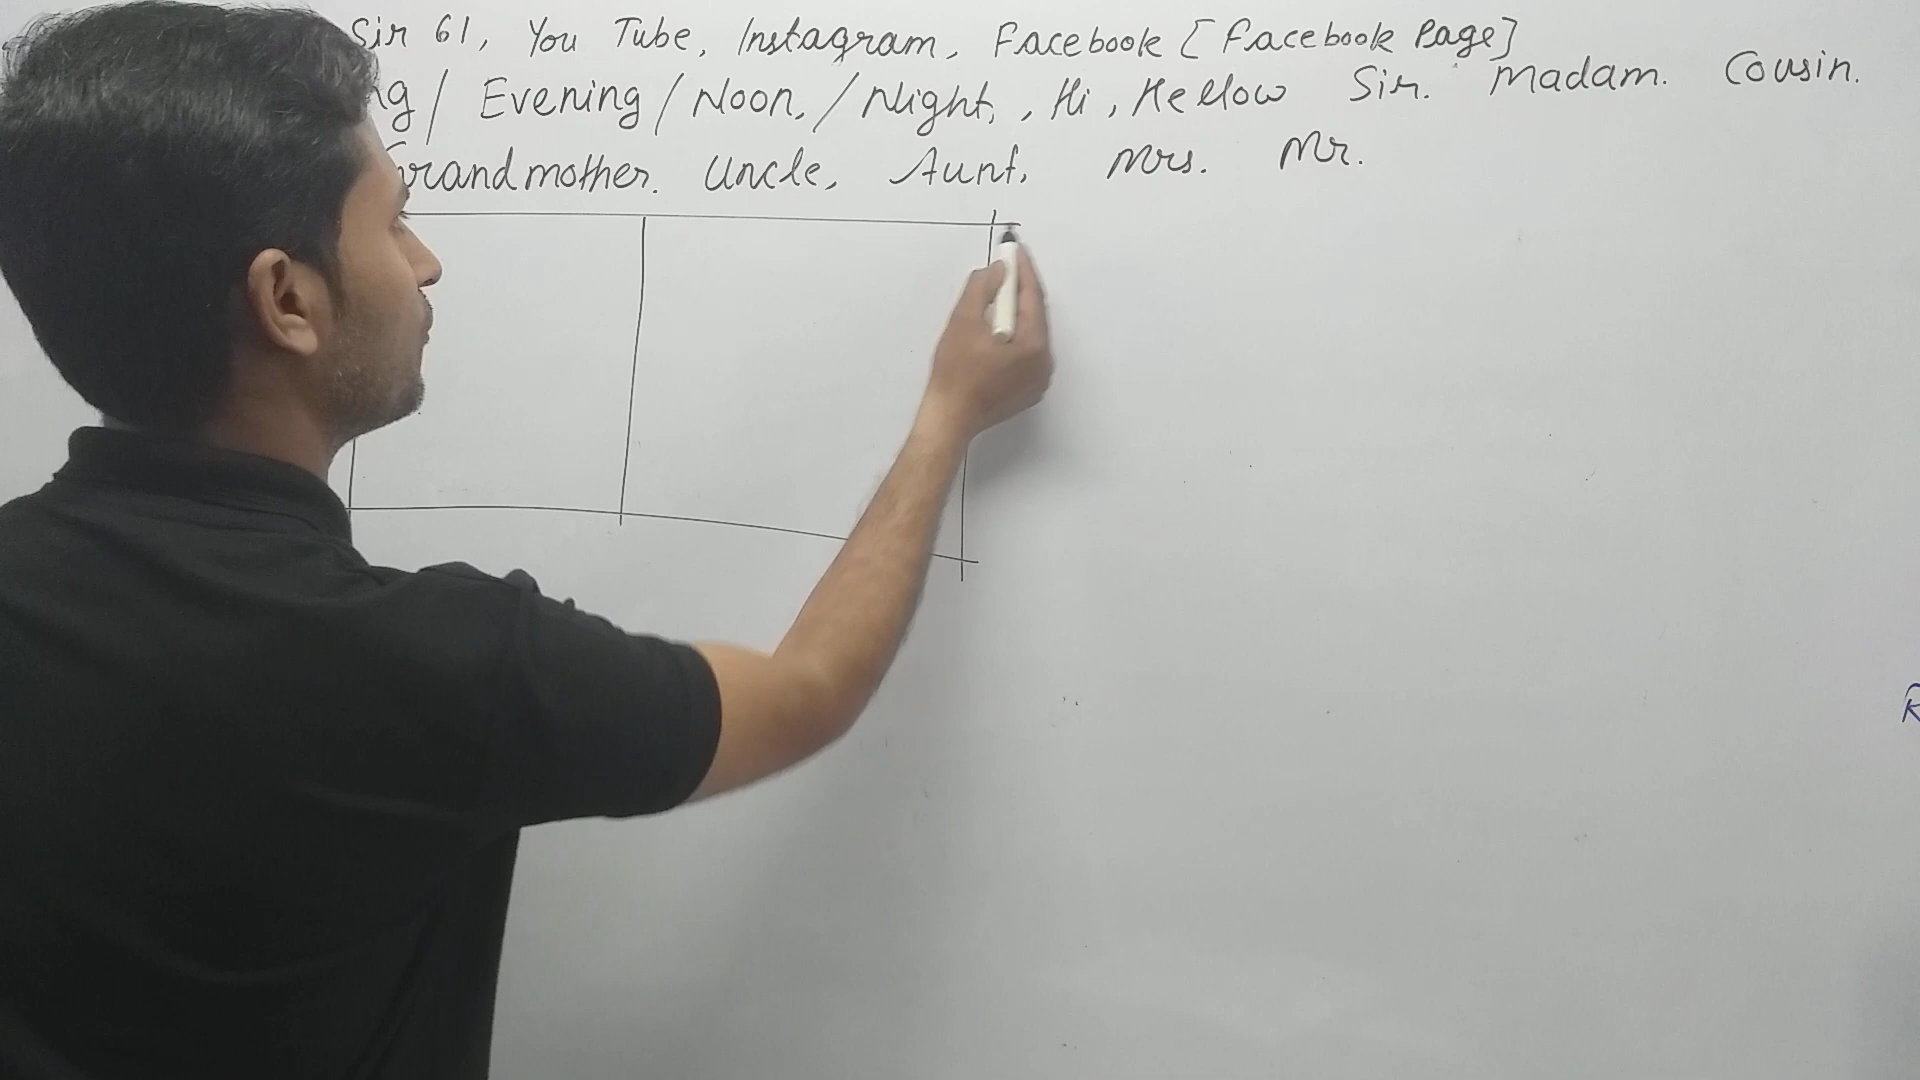 Sir 61, You Tube, Instagram, Facebook [Facebook Page]
/ Evening / Noon, / Night, , Hi, Hellow Sir. Madam. Cousin.
Grandmother. Uncle, Aunt, Mrs. Mr.